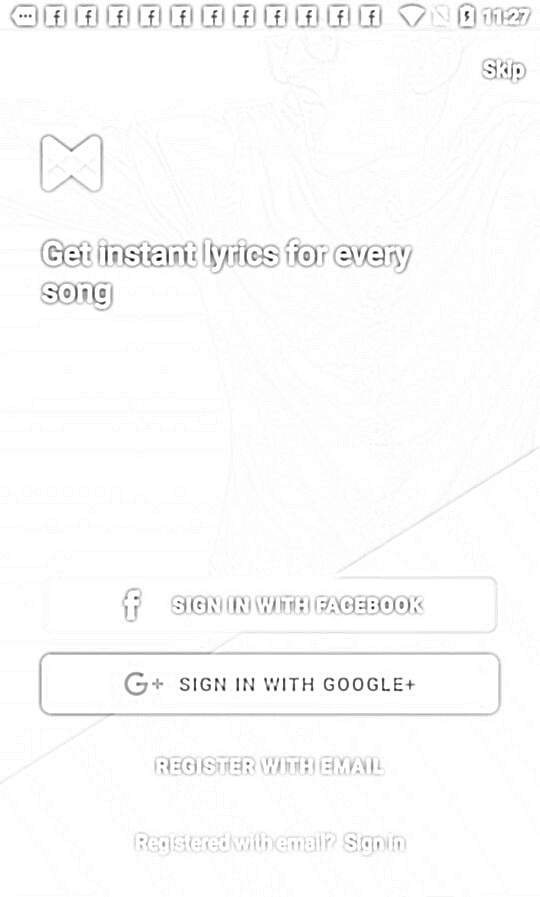 11:27
Skip
Get instant lyrics for every
song
SIGN IN WITH FACEBOOK
G+ SIGN IN WITH GOOGLE+
REGISTER WITH EMAIL
Registered with email? Sign in